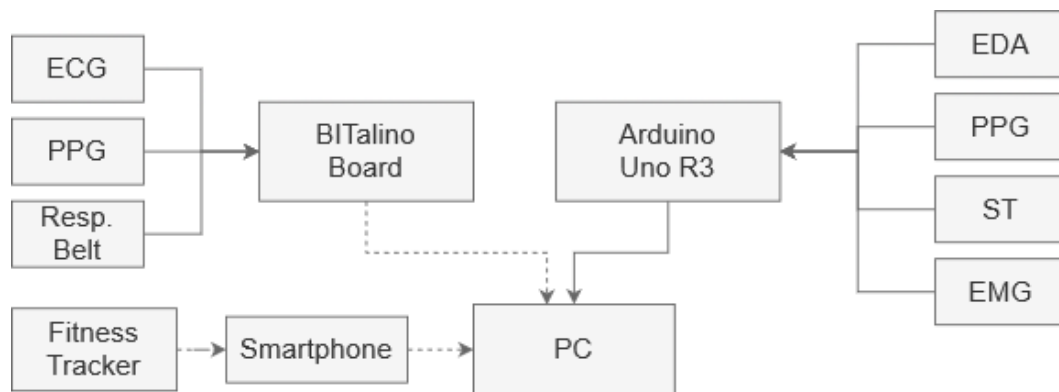 ECG
PPG
Resp.
Belt
BITalino
Board
Arduino
Uno R3
EDA
PPG
ST
EMG
Fitness
Tracker
Smartphone
PC